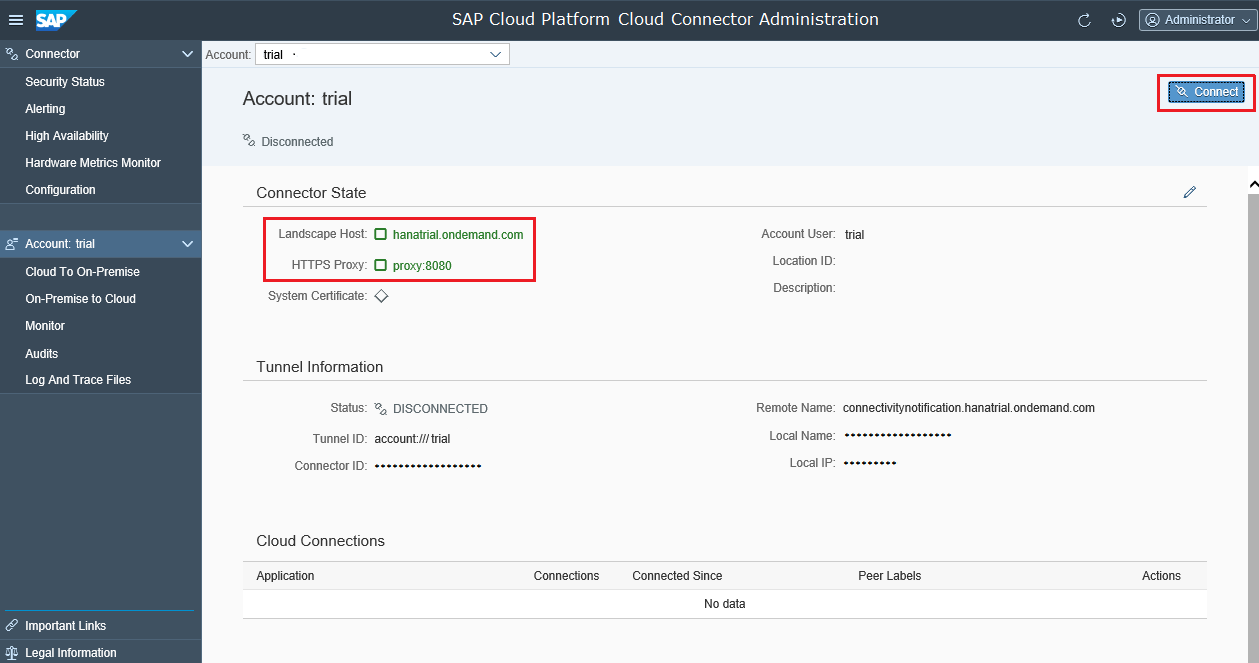 SAP
SAP Cloud Platform Cloud Connector Administration
Administrator
Connector
Security Status
Alerting
High Availability
Hardware Metrics Monitor
Configuration
Account: trial
Cloud To On-Premise
On-Premise to Cloud
Monitor
Audits
Log And Trace Files
Important Links
Legal Information
Account: trial
Account: trial
Connect
Disconnected
Connector State
Landscape Host: hanatrial.ondemand.com
HTTPS Proxy: proxy:8080
System Certificate:
Account User: trial
Location ID:
Description:
Tunnel Information
Status: DISCONNECTED
Tunnel ID: account:/// trial
Connector ID: ••••••••••••••••••
Remote Name: connectivitynotification.hanatrial.ondemand.com
Local Name: ••••••••••••••••••
Local IP: •••••••••
Cloud Connections
Application Connections Connected Since Peer Labels Actions
No data